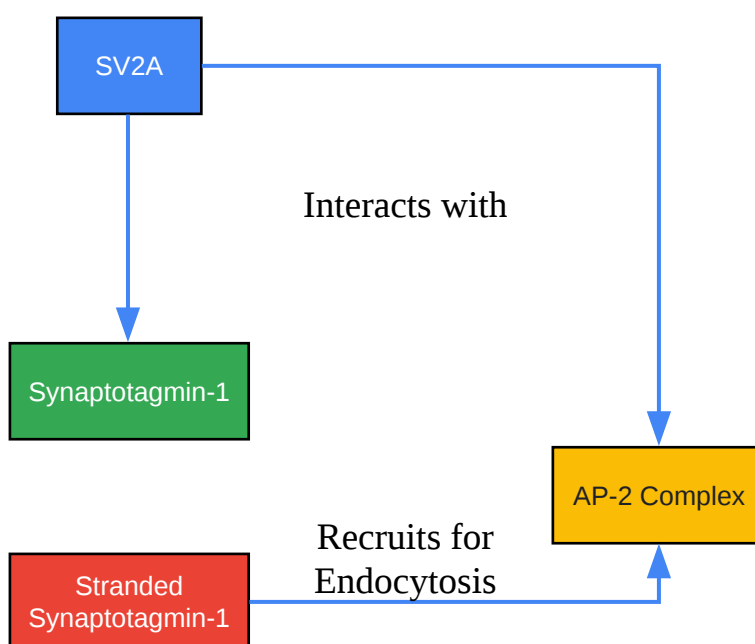 SV2A
Interacts with
Synaptotagmin-1
AP-2 Complex
Recruits for
Endocytosis
Stranded
Synaptotagmin-1